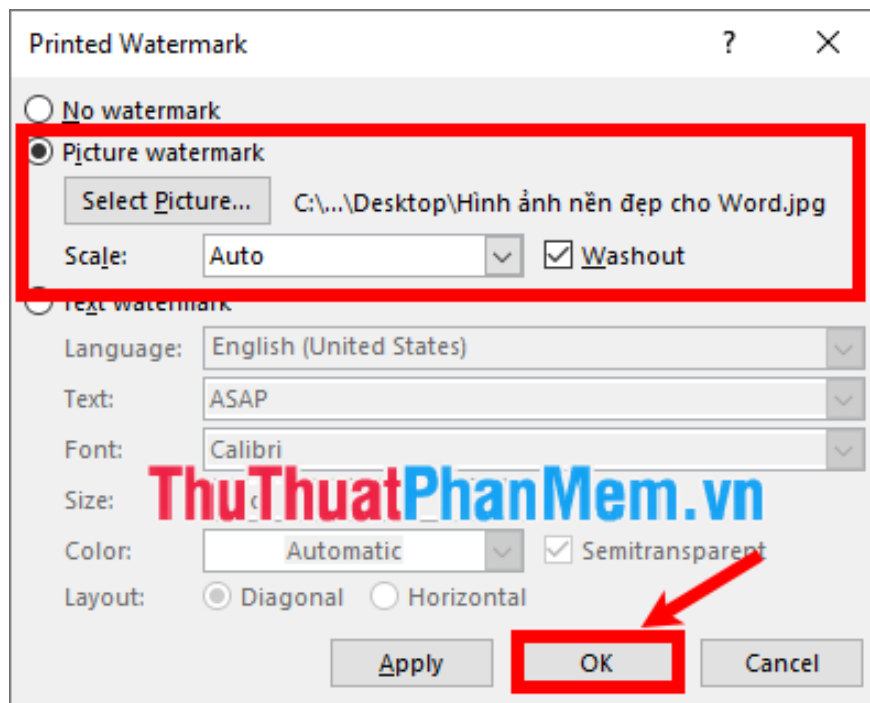 Printed Watermark ?
No watermark
Picture watermark
Select Picture... C:\...\Desktop\Hình ảnh nền đẹp cho Word.jpg
Scale: Auto Washout
Text watermark
Language: English (United States)
Text: ASAP
Font: Calibri
ThuThuatPhanMem.vn
Size:
Color: Automatic Semitransparent
Layout: Diagonal Horizontal
Apply OK Cancel